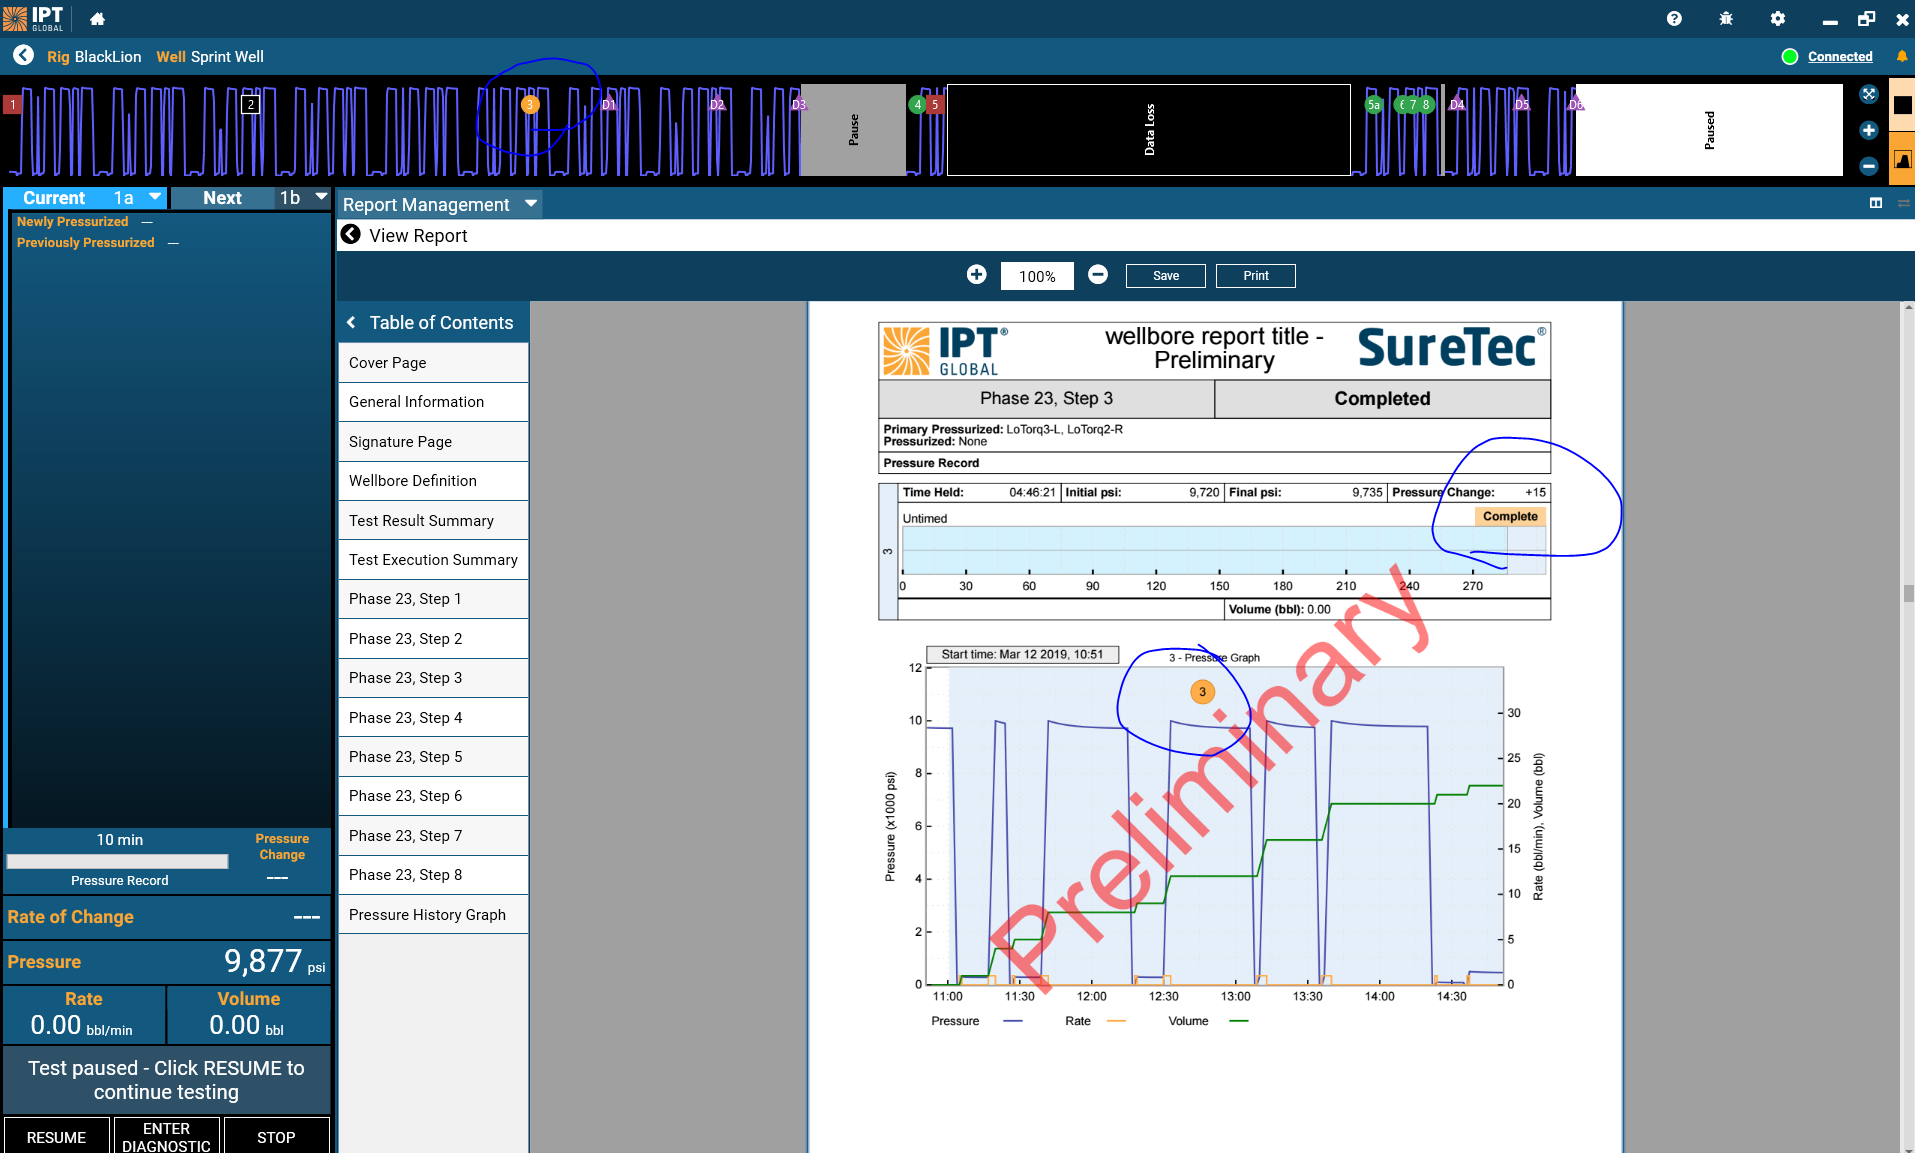 IPT
GLOBAL
Rig BlackLion Well Sprint Well
Connected
1
2
3
D1
D2
D3
Pause
4
5
Data Loss
5a
6
7
8
D4
D5
D6
Paused
Current 1a
Next 1b
Newly Pressurized —
Previously Pressurized —
10 min
Pressure Change
---
Pressure Record
Rate of Change ---
Pressure 9,877 psi
Rate
0.00 bbl/min
Volume
0.00 bbl
Test paused - Click RESUME to
continue testing
RESUME
ENTER
DIAGNOSTIC
STOP
Report Management
View Report
100%
Save
Print
Table of Contents
Cover Page
General Information
Signature Page
Wellbore Definition
Test Result Summary
Test Execution Summary
Phase 23, Step 1
Phase 23, Step 2
Phase 23, Step 3
Phase 23, Step 4
Phase 23, Step 5
Phase 23, Step 6
Phase 23, Step 7
Phase 23, Step 8
Pressure History Graph
IPT®
GLOBAL
wellbore report title -
Preliminary
SureTec®
Phase 23, Step 3
Completed
Primary Pressurized: LoTorq3-L, LoTorq2-R
Pressurized: None
Pressure Record
Time Held: 04:46:21 Initial psi: 9,720 Final psi: 9,735 Pressure Change: +15
Untimed
Complete
3
0 30 60 90 120 150 180 210 240 270
Volume (bbl): 0.00
Start time: Mar 12 2019, 10:51
3 - Pressure Graph
3
Preliminary
Pressure (x1000 psi)
12
10
8
6
4
2
0
Rate (bbl/min), Volume (bbl)
30
25
20
15
10
5
0
11:00 11:30 12:00 12:30 13:00 13:30 14:00 14:30
Pressure Rate Volume